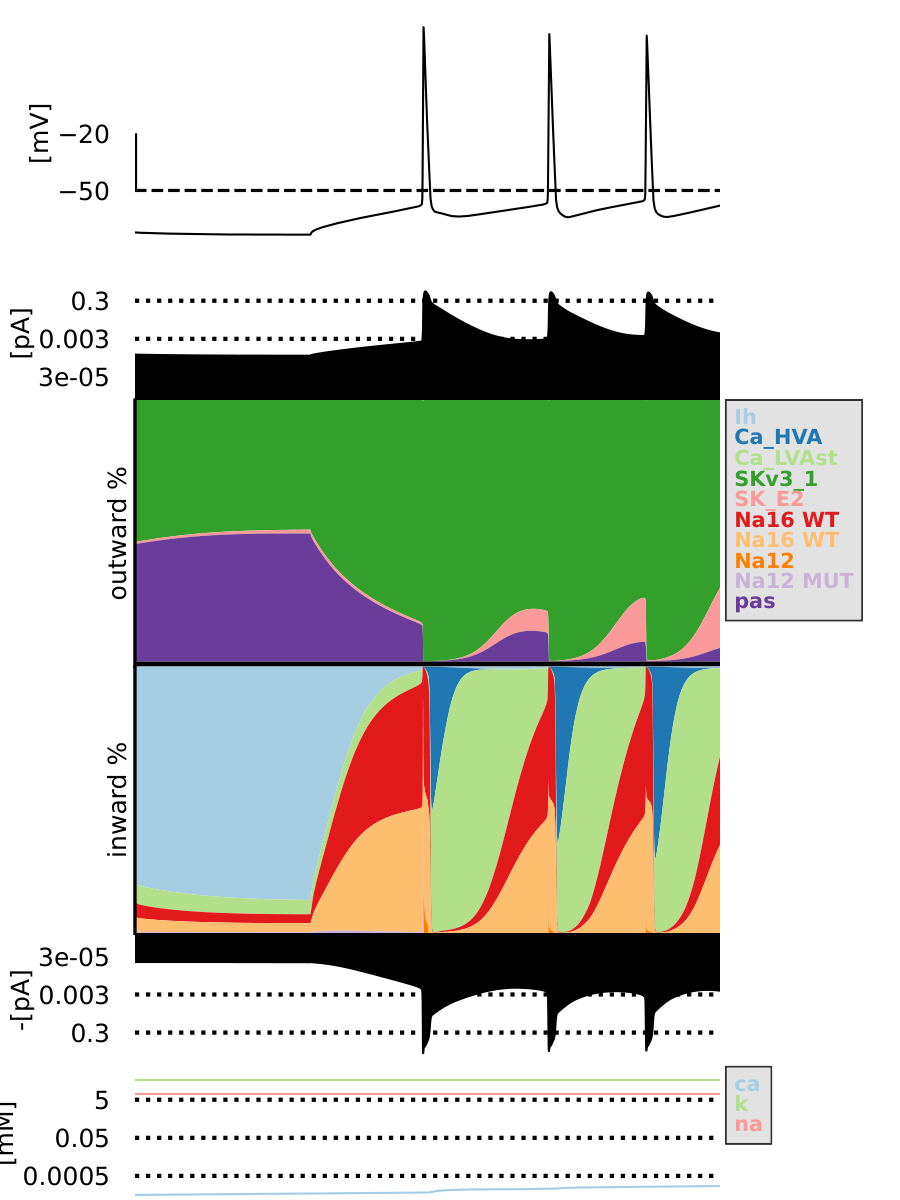 [mV]
−20
−50
[pA]
0.3
0.003
3e-05
outward %
Ih
Ca_HVA
Ca_LVAst
SKv3_1
SK_E2
Na16 WT
Na16 WT
Na12
Na12 MUT
pas
inward %
-[pA]
3e-05
0.003
0.3
[mM]
5
0.05
0.0005
ca
k
na